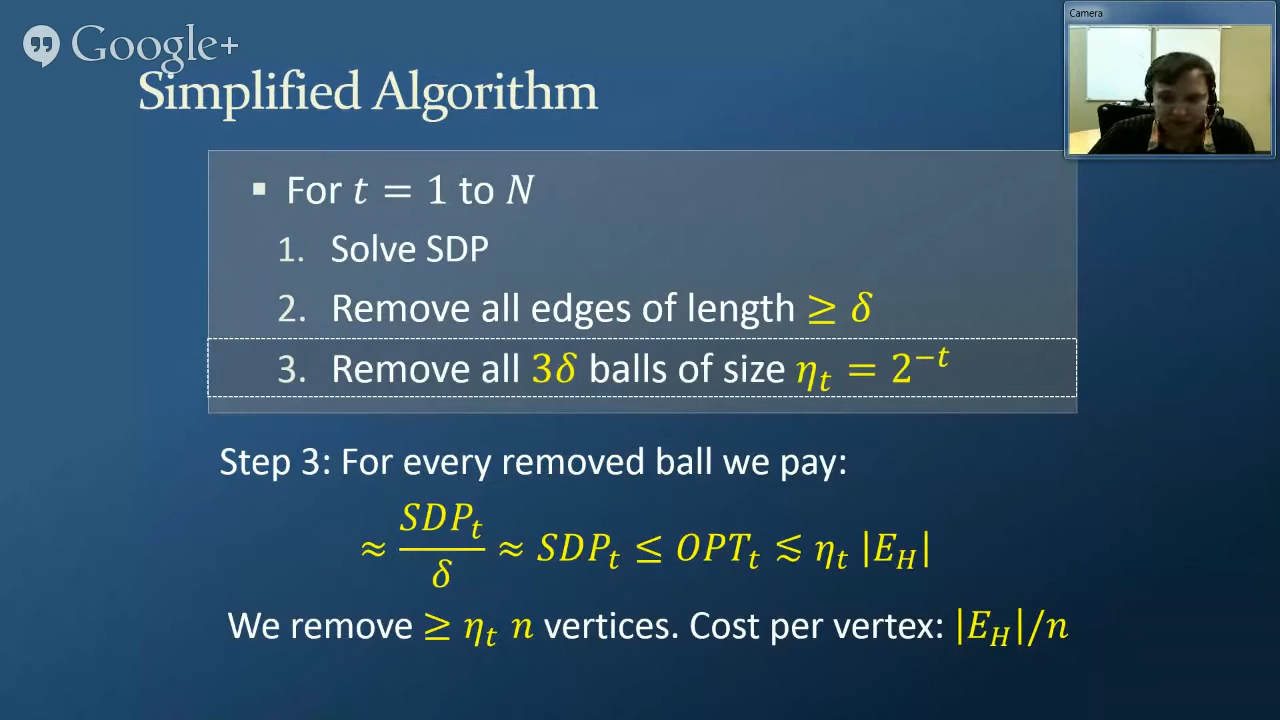 Google+
Camera
Simplified Algorithm
▪ For 𝑡 = 1 to 𝑁
1. Solve SDP
2. Remove all edges of length ≥ δ
3. Remove all 3δ balls of size η_t = 2^{-t}
Step 3: For every removed ball we pay:
≈ SDP_t / δ ≈ SDP_t ≤ OPT_t ≲ η_t |E_H|
We remove ≥ η_t n vertices. Cost per vertex: |E_H|/n